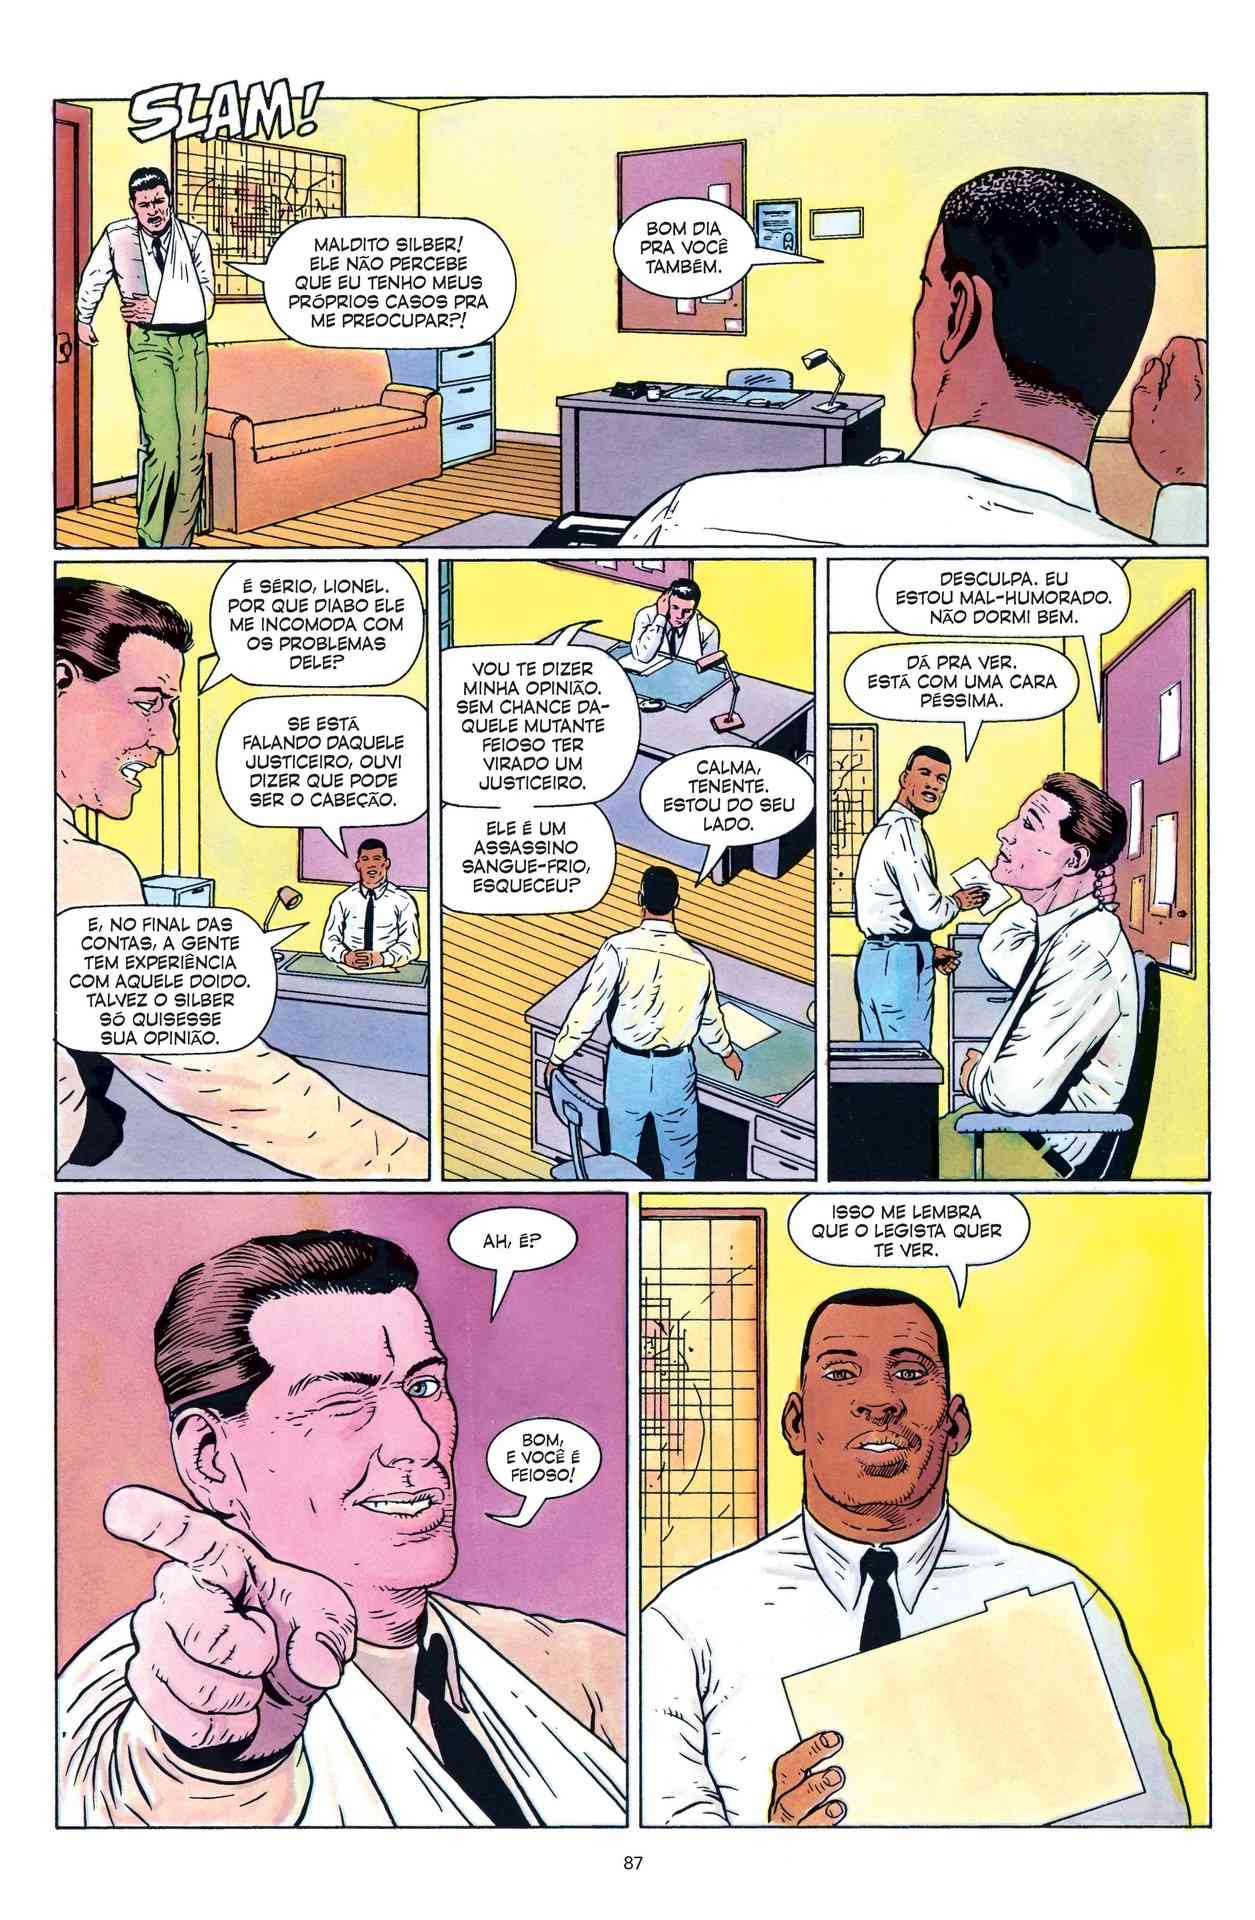 SLAM!
MALDITO SILBER!
ELE NÃO PERCEBE
QUE EU TENHO MEUS
PRÓPRIOS CASOS PRA
ME PREOCUPAR?!
BOM DIA
PRA VOCÊ
TAMBÉM.
É SÉRIO, LIONEL.
POR QUE DIABO ELE
ME INCOMODA COM
OS PROBLEMAS
DELE?
SE ESTÁ
FALANDO DAQUELE
JUSTICEIRO, OUVI
DIZER QUE PODE
SER O CABEÇÃO.
E, NO FINAL DAS
CONTAS, A GENTE
TEM EXPERIÊNCIA
COM AQUELE DOIDO.
TALVEZ O SILBER
SÓ QUISESSE
SUA OPINIÃO.
VOU TE DIZER
MINHA OPINIÃO.
SEM CHANCE DA-
QUELE MUTANTE
FEIOSO TER
VIRADO UM
JUSTICEIRO.
ELE É UM
ASSASSINO
SANGUE-FRIO,
ESQUECEU?
CALMA,
TENENTE.
ESTOU DO SEU
LADO.
DESCULPA. EU
ESTOU MAL-HUMORADO.
NÃO DORMI BEM.
DÁ PRA VER.
ESTÁ COM UMA CARA
PÉSSIMA.
AH, É?
BOM,
E VOCÊ É
FEIOSO!
ISSO ME LEMBRA
QUE O LEGISTA QUER
TE VER.
87